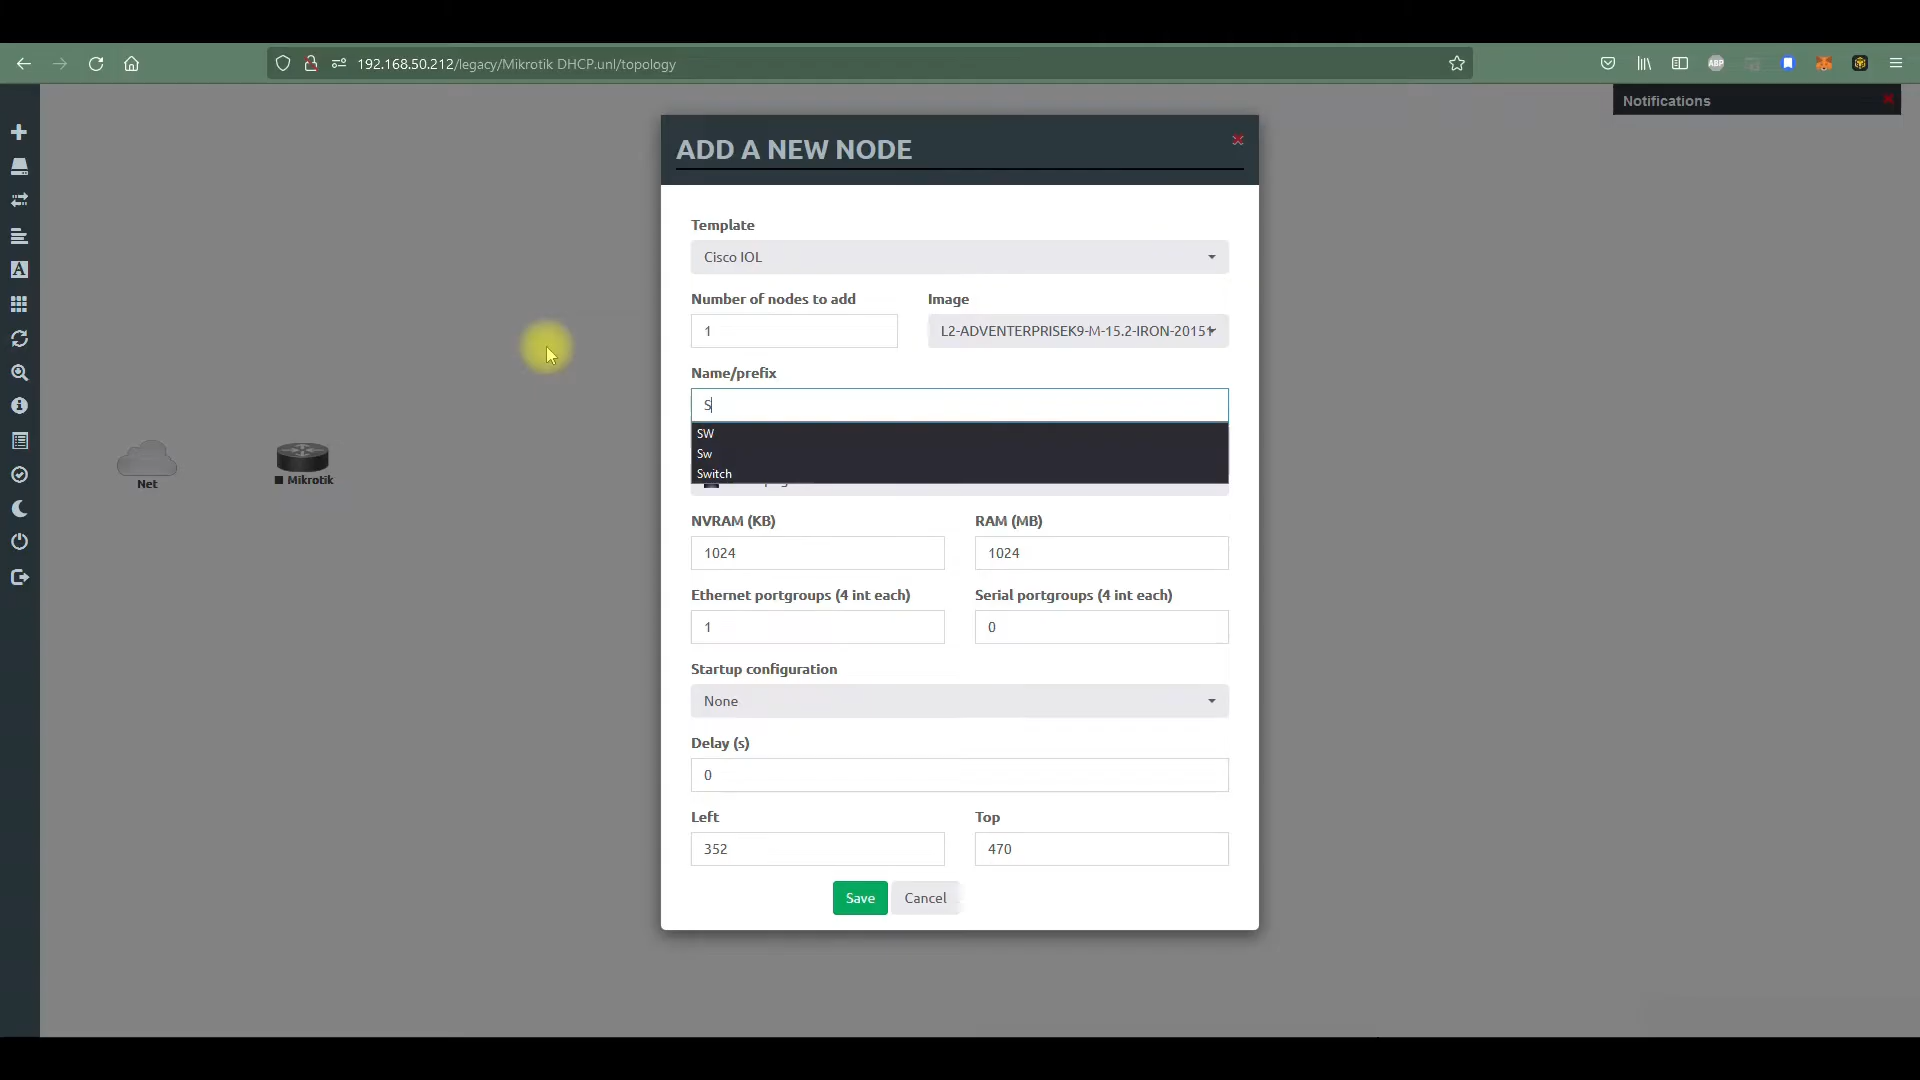 192.168.50.212/legacy/Mikrotik DHCP.unl/topology
ABP
Notifications
ADD A NEW NODE
Template
Cisco IOL
Number of nodes to add
Image
1
L2-ADVENTERPRISEK9-M-15.2-IRON-20151
Name/prefix
S
SW
Sw
Switch
Net
Mikrotik
NVRAM (KB)
RAM (MB)
1024
1024
Ethernet portgroups (4 int each)
Serial portgroups (4 int each)
1
0
Startup configuration
None
Delay (s)
0
Left
Top
352
470
Save
Cancel